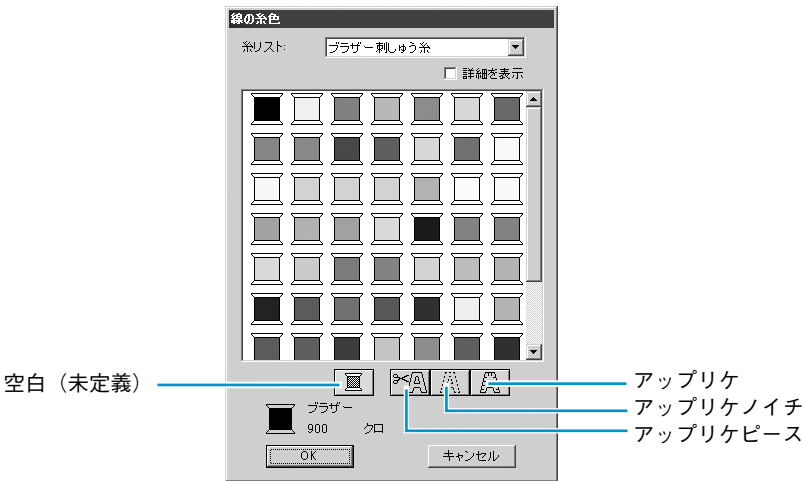 線の糸色
糸リスト:
ブラザー刺しゅう糸
詳細を表示
空白（未定義）
アップリケ
アップリケノイチ
アップリケピース
ブラザー
900 クロ
OK
キャンセル